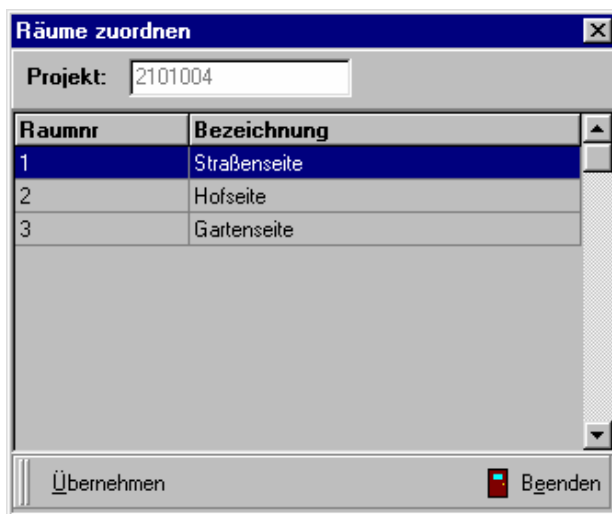 Räume zuordnen
Projekt: 2101004
Raumnr Bezeichnung
1 Straßenseite
2 Hofseite
3 Gartenseite
Übernehmen Beenden